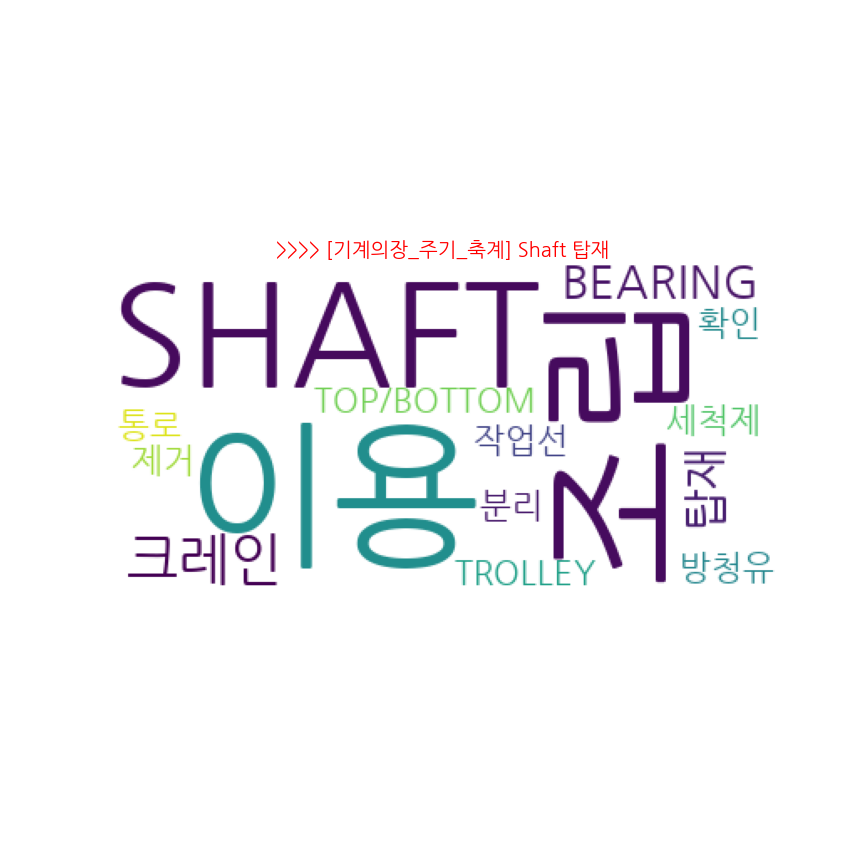 >>>> [기계의장_주기_축계] Shaft 탑재
BEARING
SHAFT
조립
확인
TOP/BOTTOM
통로
세척제
이용
작업선
제거
탑재
분리
크레인
TROLLEY
방청유